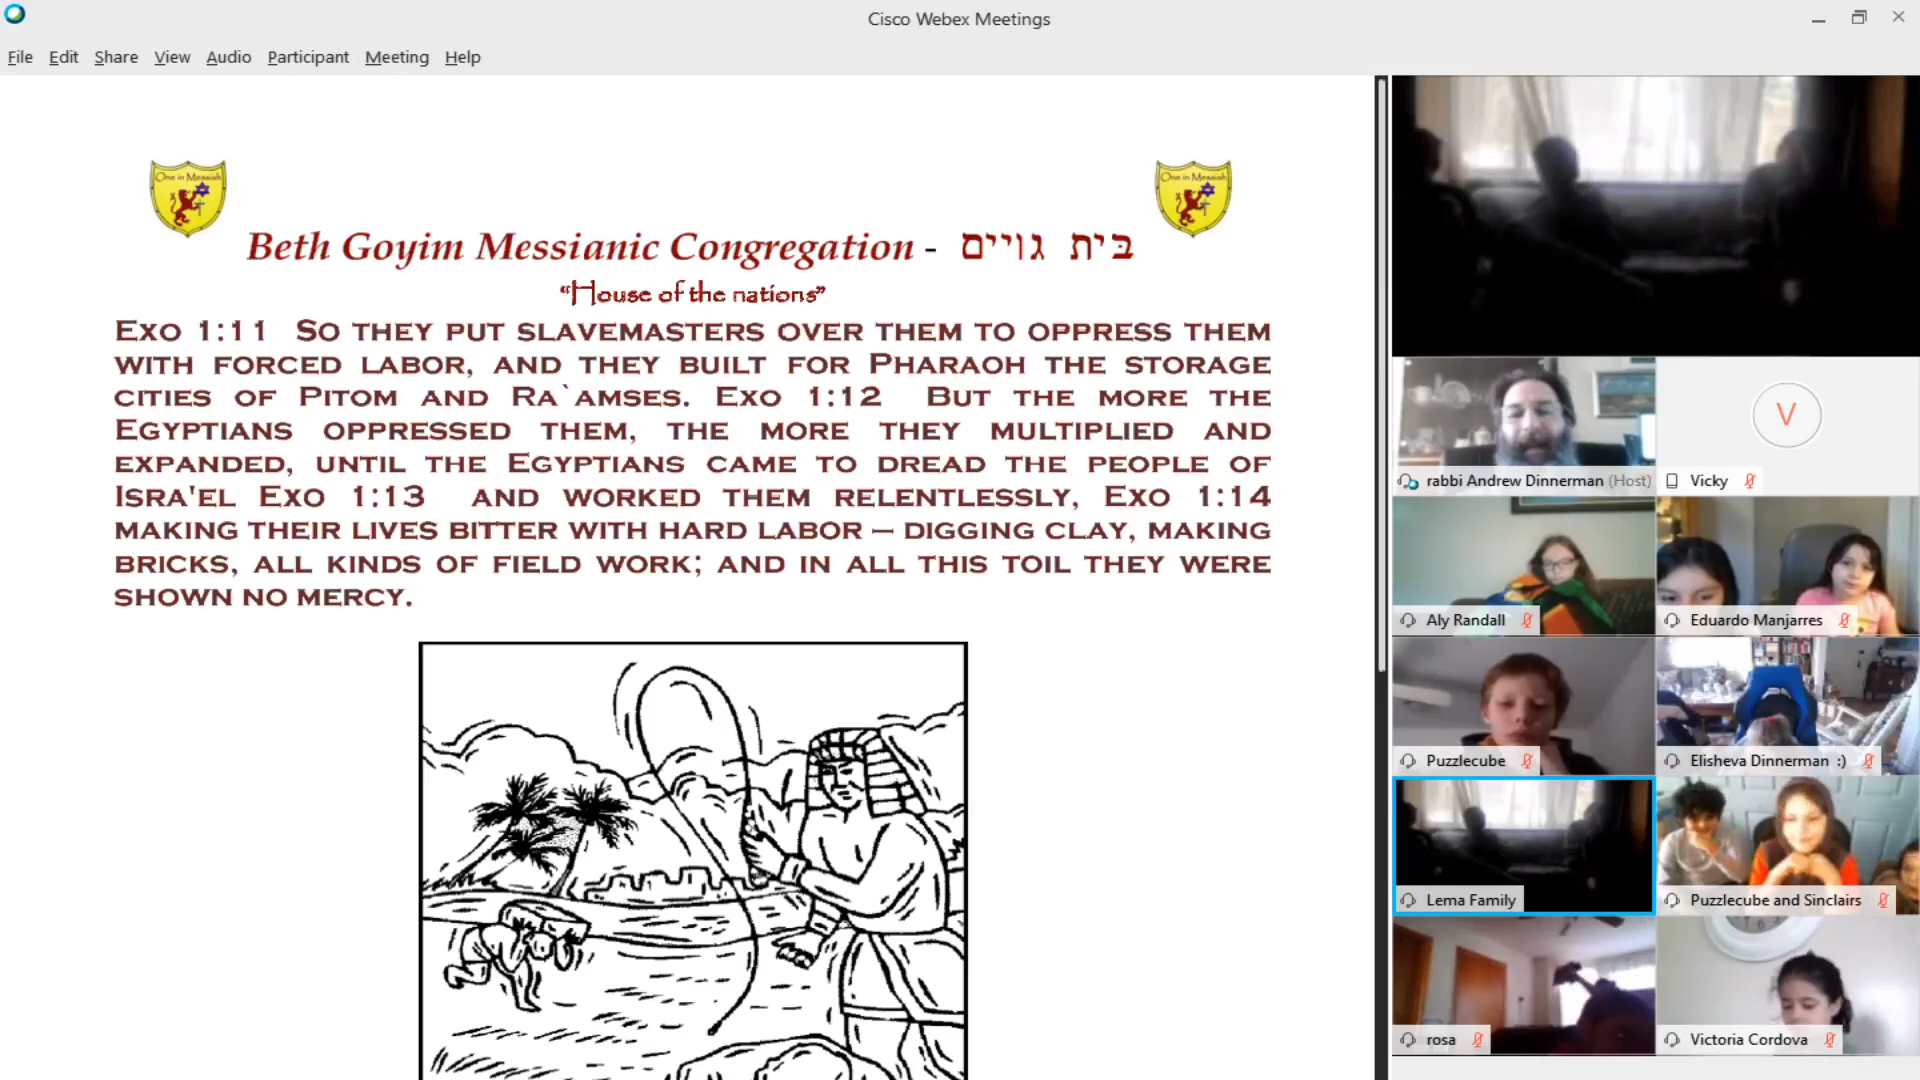 Cisco Webex Meetings
File Edit Share View Audio Participant Meeting Help
One in Messiah
One in Messiah
Beth Goyim Messianic Congregation - בית גויים
“House of the nations”
Exo 1:11 So they put slavemasters over them to oppress them
with forced labor, and they built for Pharaoh the storage
cities of Pitom and Ra`amses. Exo 1:12 But the more the
Egyptians oppressed them, the more they multiplied and
expanded, until the Egyptians came to dread the people of
Isra'el Exo 1:13 and worked them relentlessly, Exo 1:14
making their lives bitter with hard labor — digging clay, making
bricks, all kinds of field work; and in all this toil they were
shown no mercy.
V
rabbi Andrew Dinnerman (Host)
Vicky
Aly Randall
Eduardo Manjarres
Puzzlecube
Elisheva Dinnerman :)
Lema Family
Puzzlecube and Sinclairs
rosa
Victoria Cordova